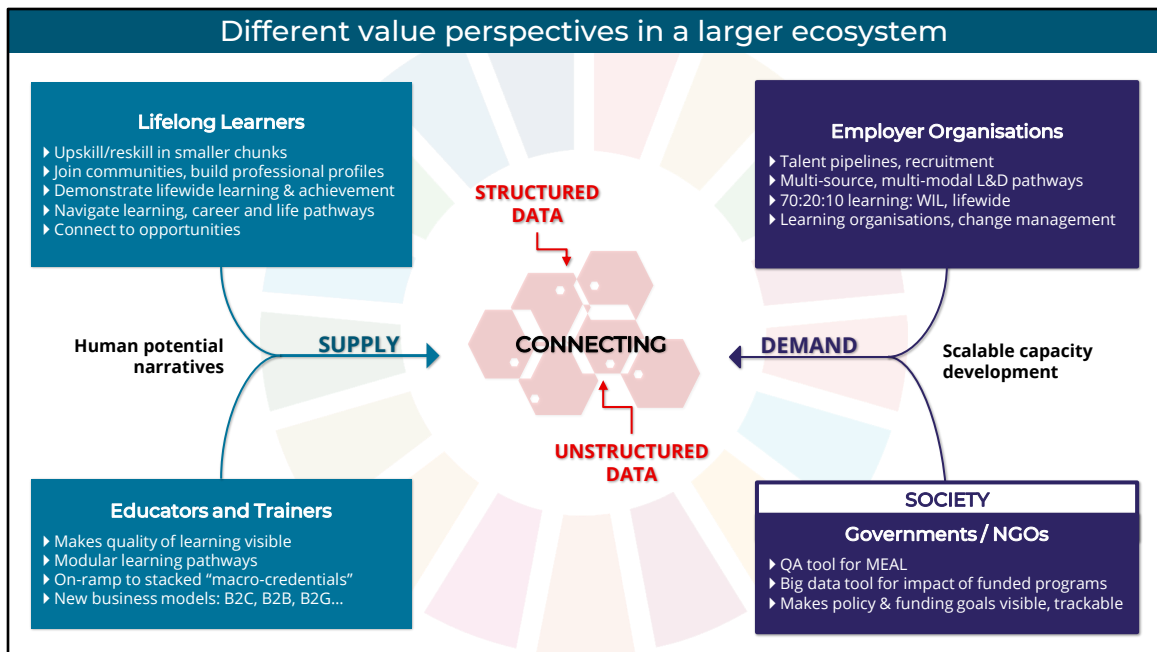 Different value perspectives in a larger ecosystem
Lifelong Learners
Upskill/reskill in smaller chunks
Join communities, build professional profiles
Demonstrate lifewide learning & achievement
Navigate learning, career and life pathways
Connect to opportunities
Employer Organisations
Talent pipelines, recruitment
Multi-source, multi-modal L&D pathways
70:20:10 learning: WIL, lifewide
Learning organisations, change management
STRUCTURED
DATA
Human potential
narratives
SUPPLY
CONNECTING
DEMAND
Scalable capacity
development
UNSTRUCTURED
DATA
Educators and Trainers
Makes quality of learning visible
Modular learning pathways
On-ramp to stacked “macro-credentials”
New business models: B2C, B2B, B2G…
SOCIETY
Governments / NGOs
QA tool for MEAL
Big data tool for impact of funded programs
Makes policy & funding goals visible, trackable